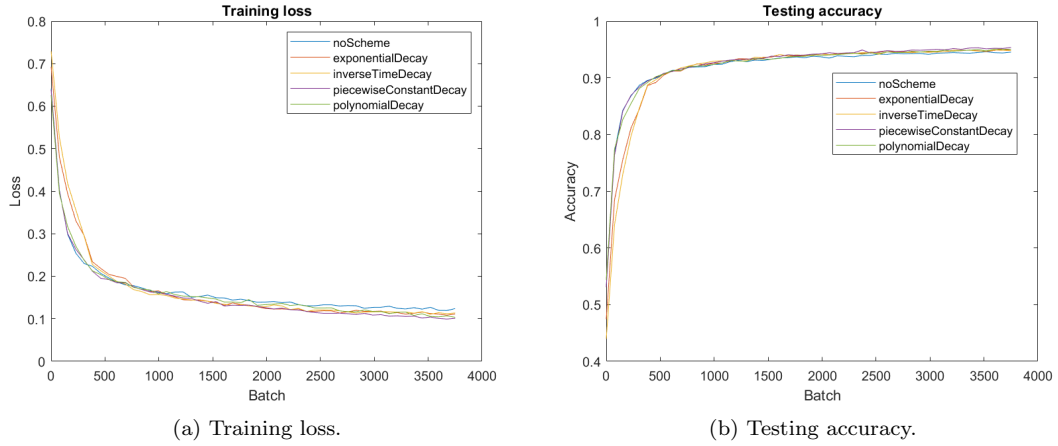 Training loss
0.8
0.7
0.6
0.5
0.4
0.3
0.2
0.1
0
Loss
0 500 1000 1500 2000 2500 3000 3500 4000
Batch
noScheme
exponentialDecay
inverseTimeDecay
piecewiseConstantDecay
polynomialDecay
(a) Training loss.
Testing accuracy
1
0.9
0.8
0.7
0.6
0.5
0.4
Accuracy
0 500 1000 1500 2000 2500 3000 3500 4000
Batch
noScheme
exponentialDecay
inverseTimeDecay
piecewiseConstantDecay
polynomialDecay
(b) Testing accuracy.